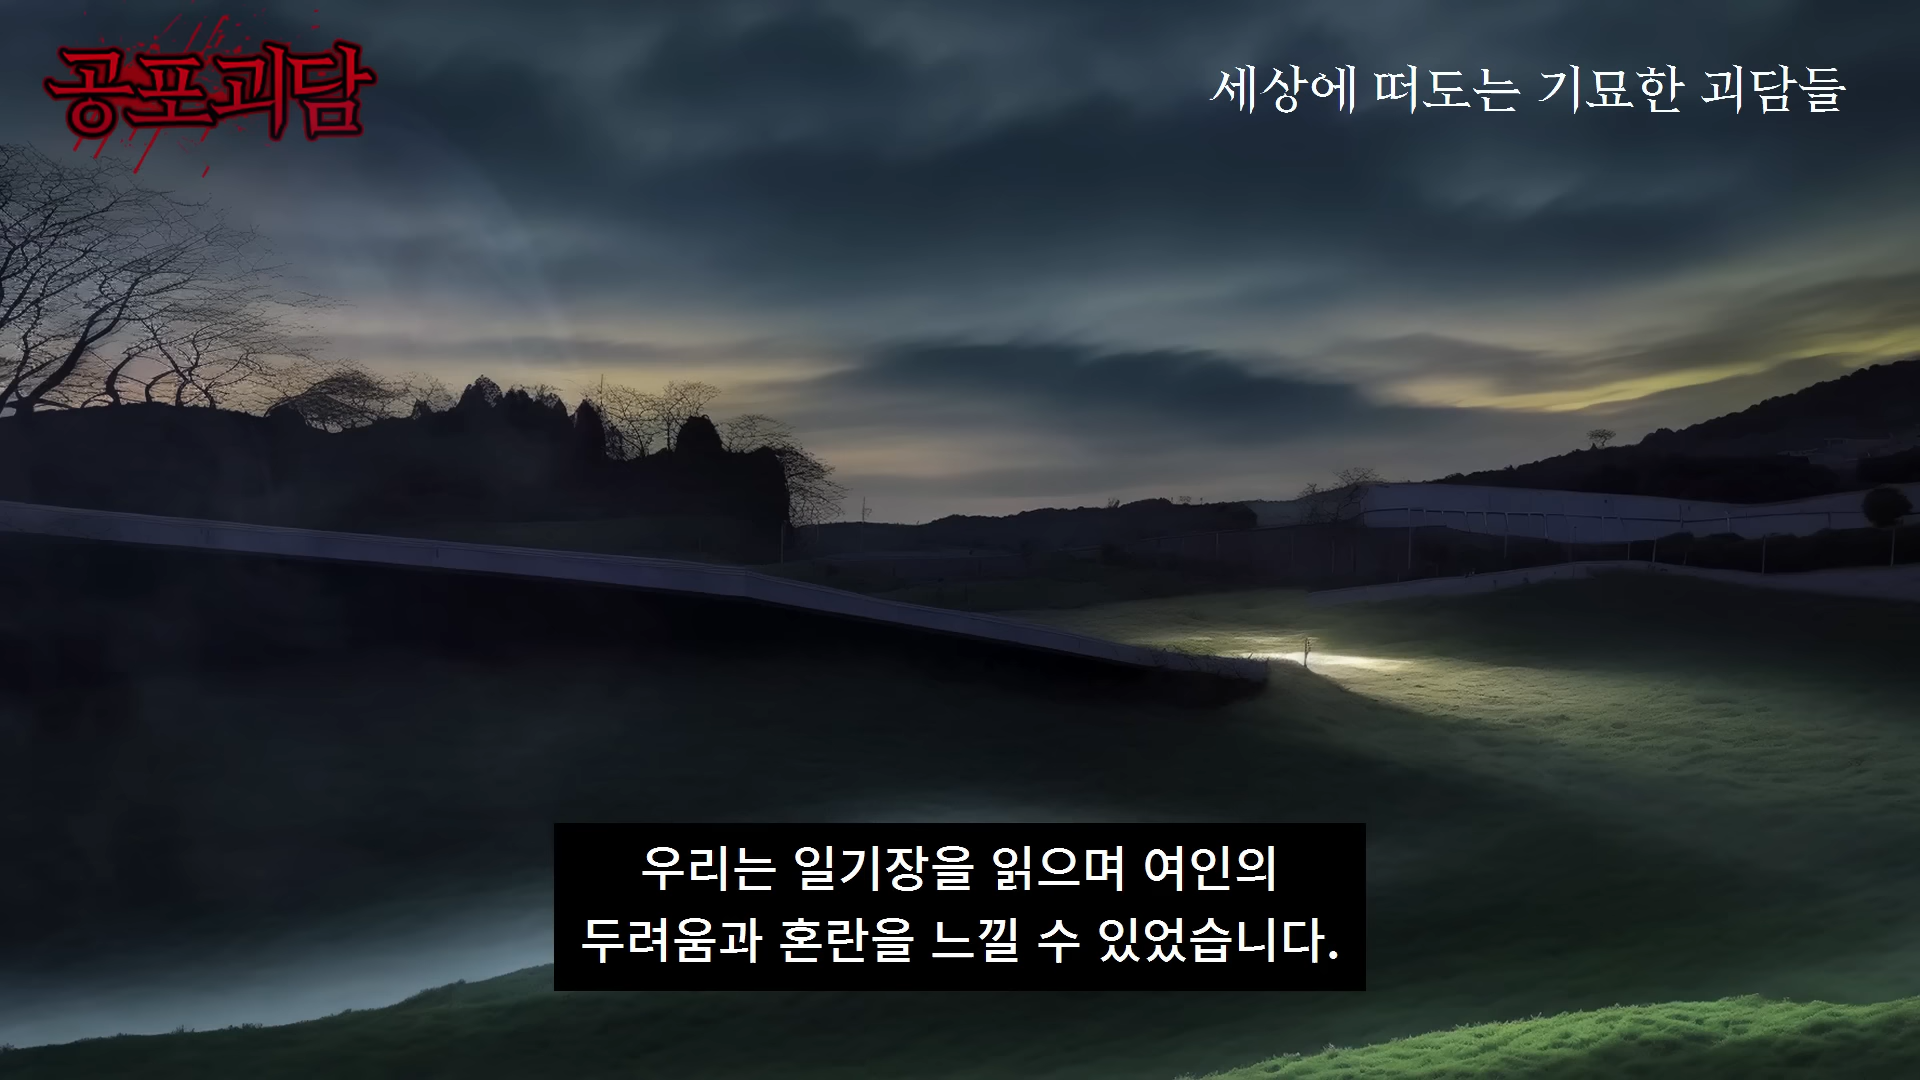 공포괴담
세상에 떠도는 기묘한 괴담들
우리는 일기장을 읽으며 여인의
두려움과 혼란을 느낄 수 있었습니다.